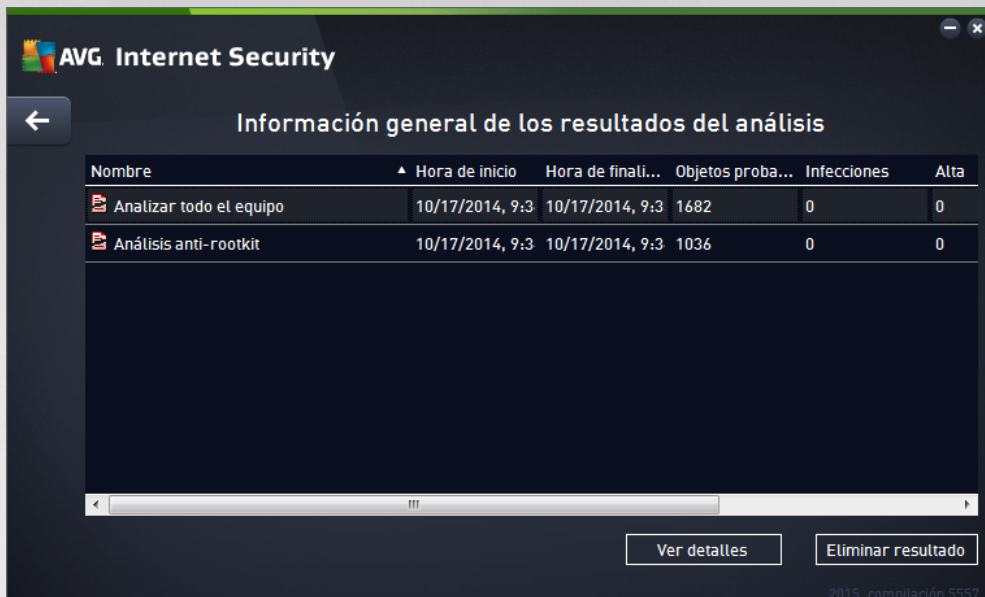 AVG Internet Security
Información general de los resultados del análisis
Nombre Hora de inicio Hora de finali... Objetos proba... Infecciones Alta
Analizar todo el equipo 10/17/2014, 9:3 10/17/2014, 9:3 1682 0 0
Análisis anti-rootkit 10/17/2014, 9:3 10/17/2014, 9:3 1036 0 0
Ver detalles Eliminar resultado
2015, compilación 5557